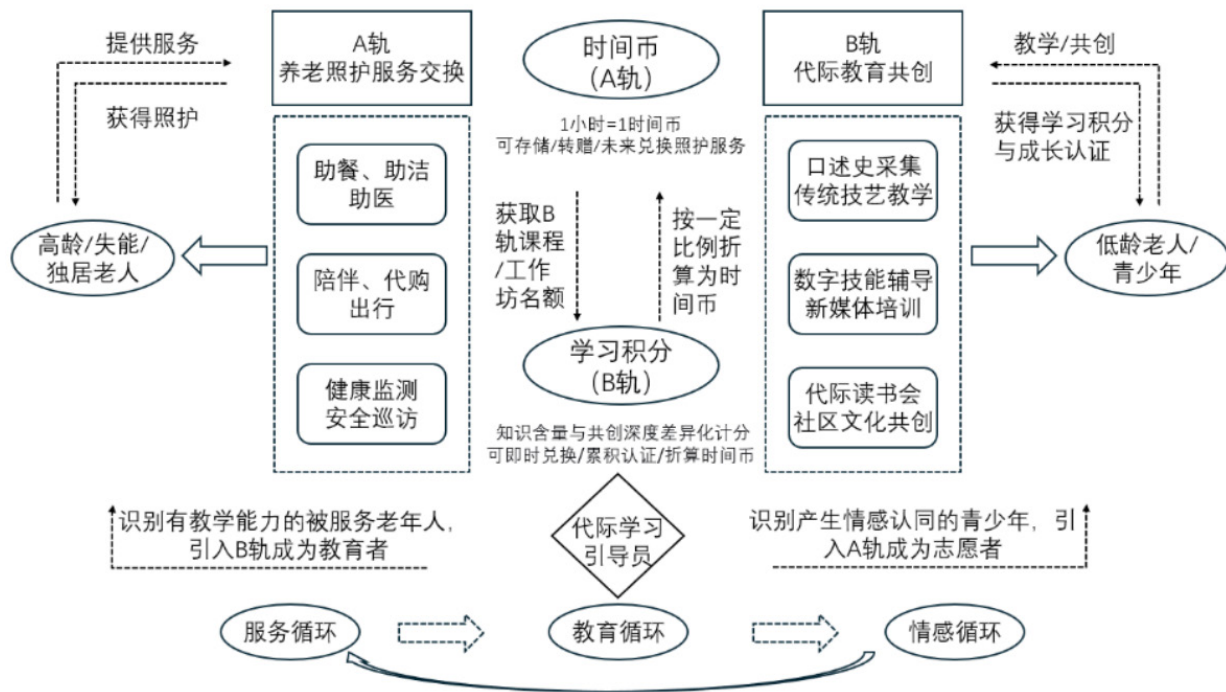 提供服务
获得照护
A轨
养老照护服务交换
时间币
(A轨)
1小时=1时间币
可存储/转赠/未来兑换照护服务
B轨
代际教育共创
教学/共创
获得学习积分
与成长认证
助餐、助洁
助医
陪伴、代购
出行
健康监测
安全巡访
高龄/失能/
独居老人
获取B
轨课程
/工作
坊名额
按一定
比例折
算为时
间币
学习积分
(B轨)
知识含量与共创深度差异化计分
可即时兑换/累积认证/折算时间币
口述史采集
传统技艺教学
数字技能辅导
新媒体培训
代际读书会
社区文化共创
低龄老人/
青少年
识别有教学能力的被服务老年人，
引入B轨成为教育者
代际学习
引导员
识别产生情感认同的青少年，引
入A轨成为志愿者
服务循环
教育循环
情感循环